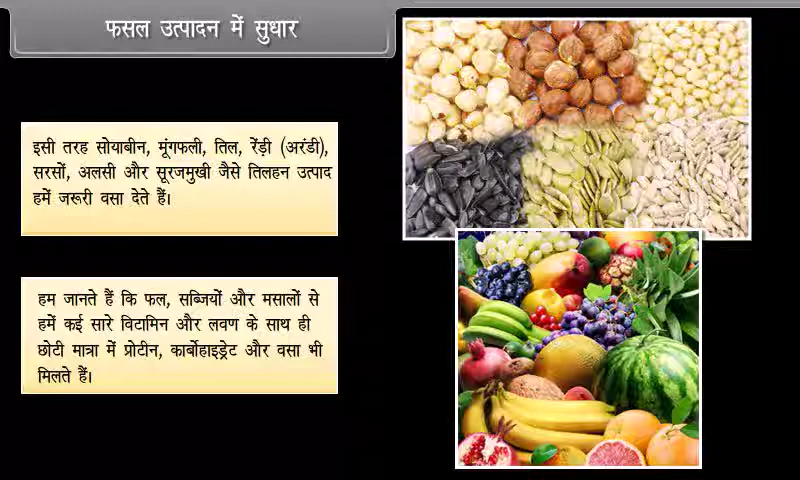 फसल उत्पादन में सुधार
इसी तरह सोयाबीन, मूंगफली, तिल, रेंड़ी (अरंडी),
सरसों, अलसी और सूरजमुखी जैसे तिलहन उत्पाद
हमें जरूरी वसा देते हैं।
हम जानते हैं कि फल, सब्जियों और मसालों से
हमें कई सारे विटामिन और लवण के साथ ही
छोटी मात्रा में प्रोटीन, कार्बोहाइड्रेट और वसा भी
मिलते हैं।